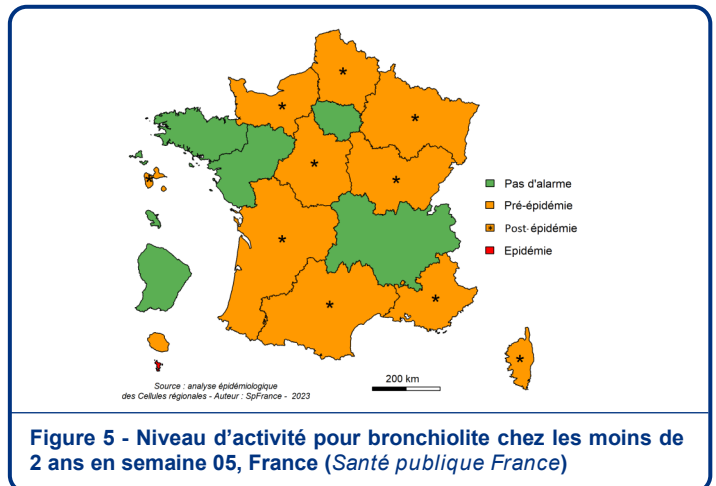 Pas d'alarme
Pré-épidémie
Post-épidémie
Epidémie
200 km
Source : analyse épidémiologique
des Cellules régionales - Auteur : SpFrance - 2023
Figure 5 - Niveau d'activité pour bronchiolite chez les moins de
2 ans en semaine 05, France (Santé publique France)